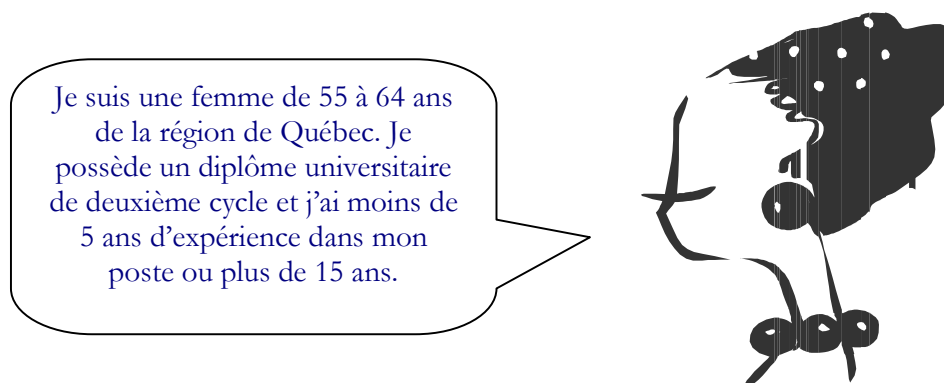 Je suis une femme de 55 à 64 ans
de la région de Québec. Je
possède un diplôme universitaire
de deuxième cycle et j’ai moins de
5 ans d’expérience dans mon
poste ou plus de 15 ans.